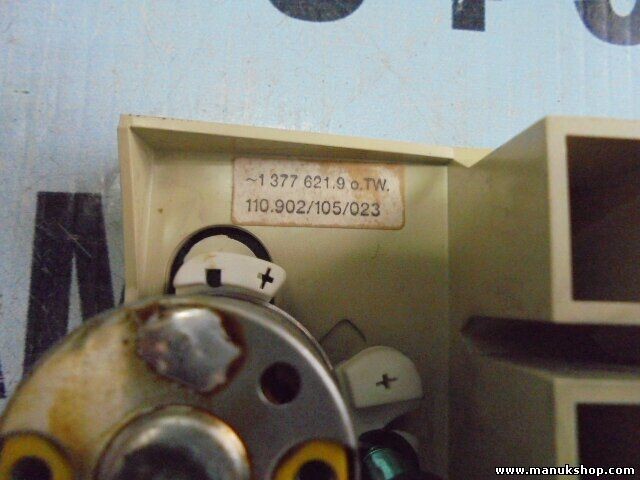 ~1 377 621.9 o.TW.
110.902/105/023
+
+
www.manukshop.com